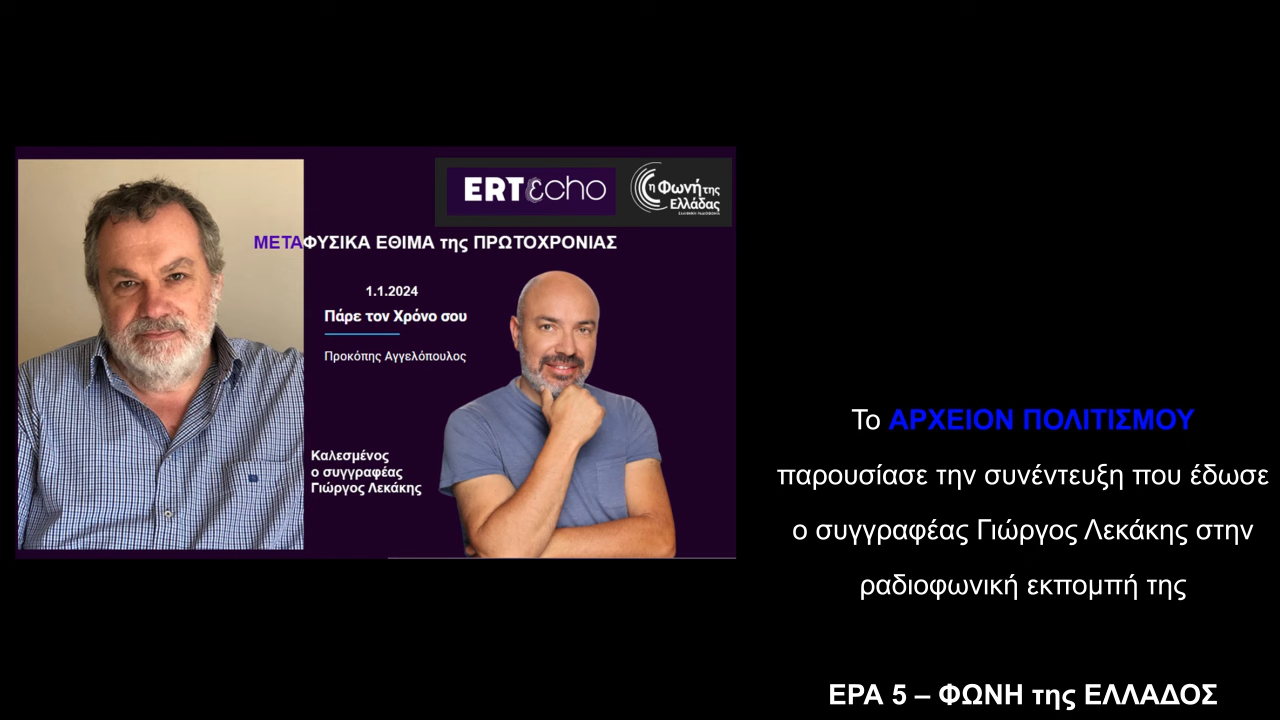 ERTεcho
η Φωνή της
Ελλάδας
ΜΕΤΑΦΥΣΙΚΑ ΕΘΙΜΑ της ΠΡΩΤΟΧΡΟΝΙΑΣ
1.1.2024
Πάρε τον Χρόνο σου
Προκόπης Αγγελόπουλος
Καλεσμένος
ο συγγραφέας
Γιώργος Λεκάκης
Το ΑΡΧΕΙΟΝ ΠΟΛΙΤΙΣΜΟΥ
παρουσίασε την συνέντευξη που έδωσε
ο συγγραφέας Γιώργος Λεκάκης στην
ραδιοφωνική εκπομπή της
ΕΡΑ 5 – ΦΩΝΗ της ΕΛΛΑΔΟΣ